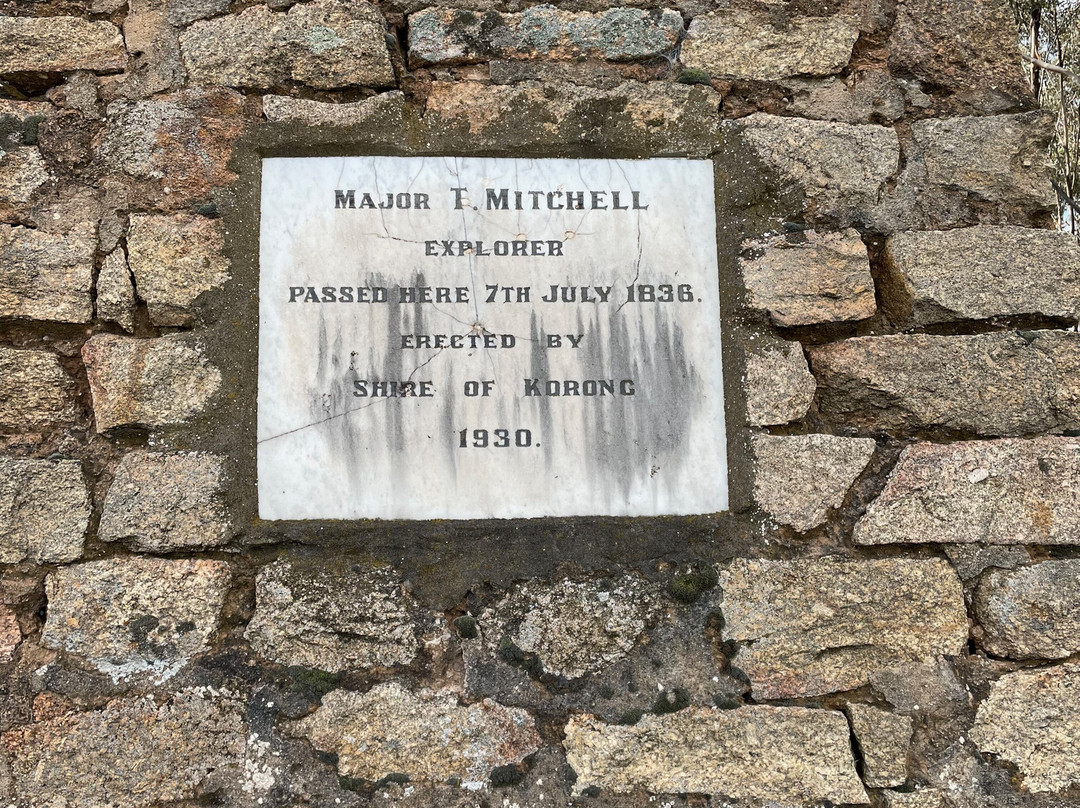 Major T. Mitchell
EXPLORER
PASSED HERE 7TH JULY 1836.
ERECTED BY
SHIRE OF KORONG
1930.